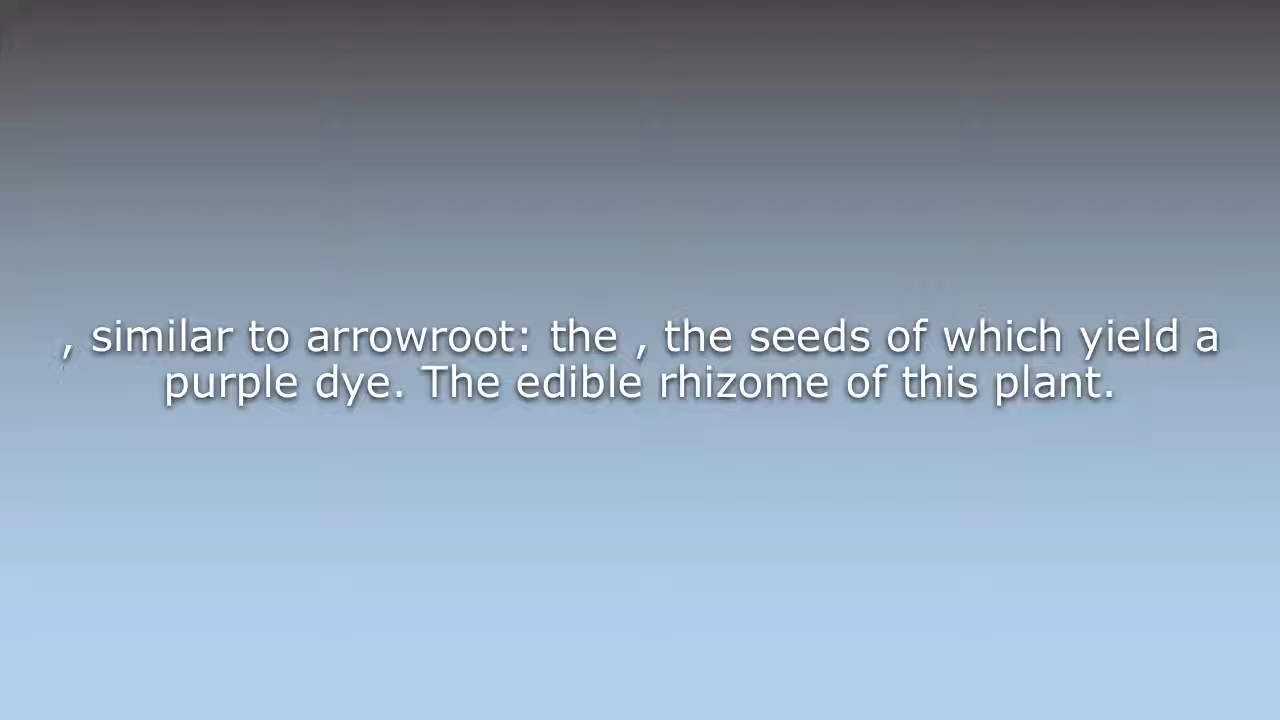 , similar to arrowroot: the , the seeds of which yield a
purple dye. The edible rhizome of this plant.